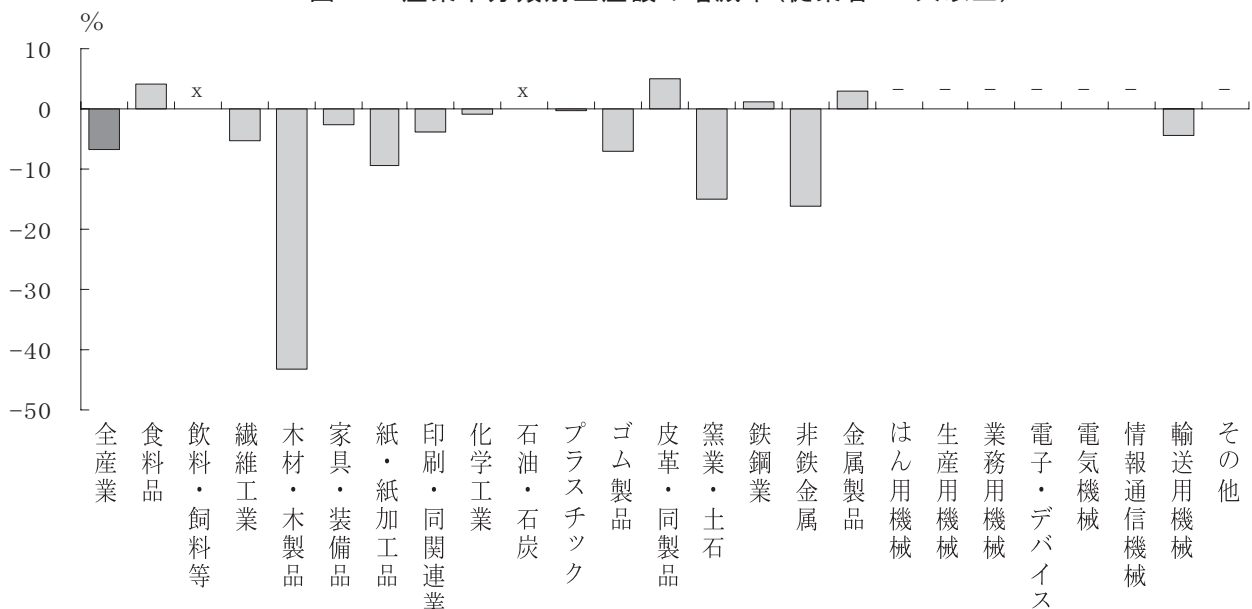 %
10
0
-10
-20
-30
-40
-50
x
x
－
－
－
－
－
－
－
全産業
食料品
飲料・飼料等
繊維工業
木材・木製品
家具・装備品
紙・紙加工品
印刷・同関連業
化学工業
石油・石炭
プラスチック
ゴム製品
皮革・同製品
窯業・土石
鉄鋼業
非鉄金属
金属製品
はん用機械
生産用機械
業務用機械
電子・デバイス
電気機械
情報通信機械
輸送用機械
その他